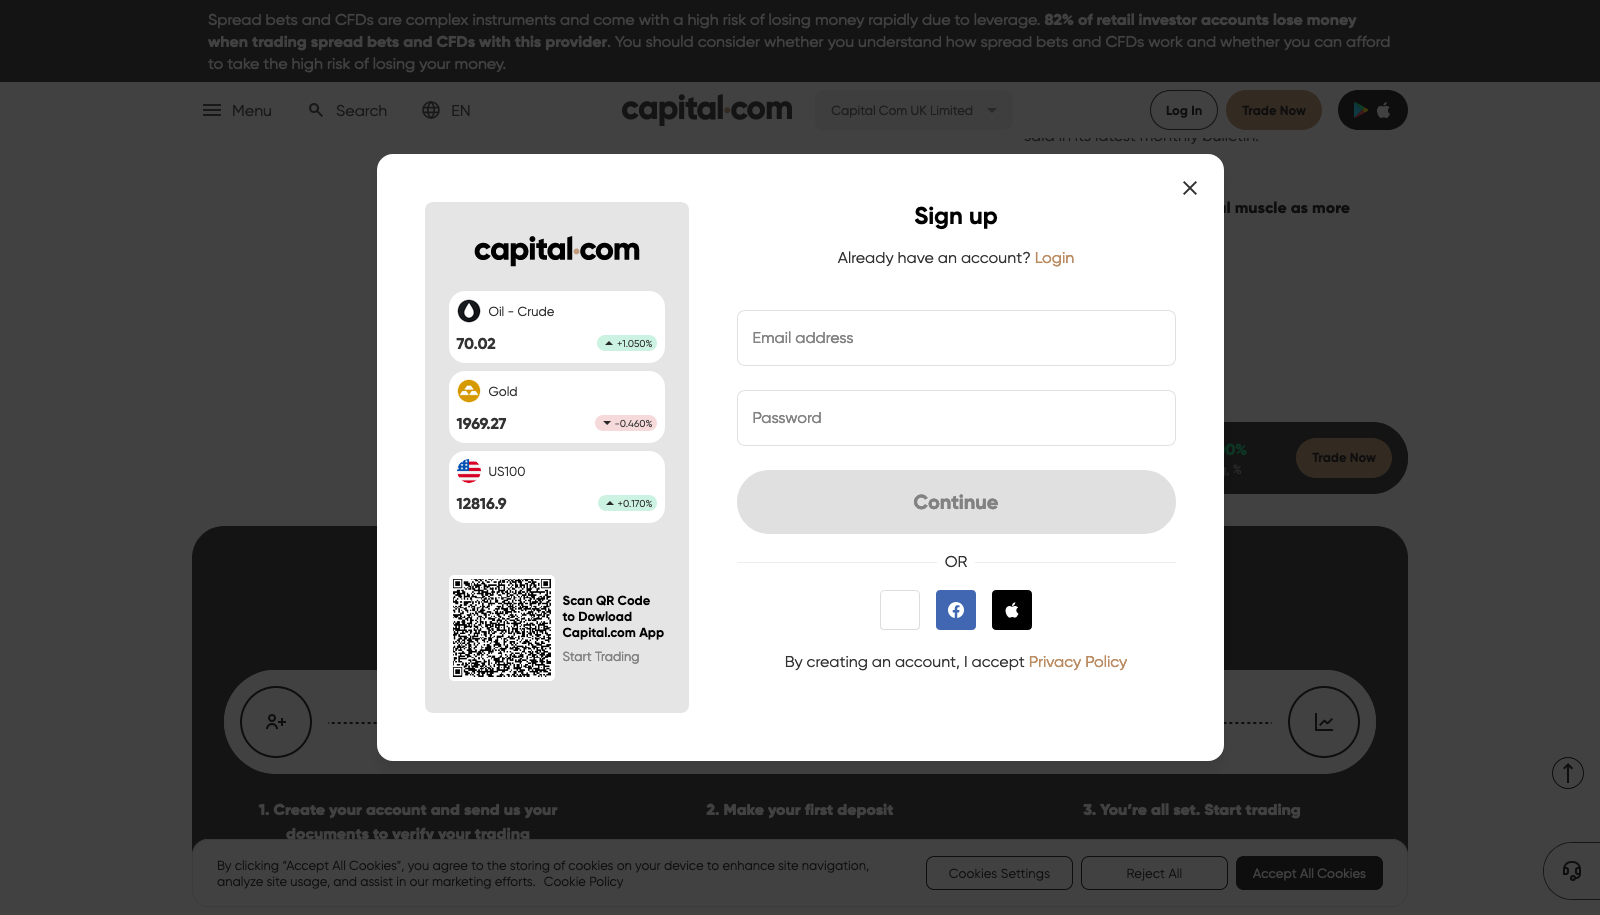 Spread bets and CFDs are complex instruments and come with a high risk of losing money rapidly due to leverage. 82% of retail investor accounts lose money
when trading spread bets and CFDs with this provider. You should consider whether you understand how spread bets and CFDs work and whether you can afford
to take the high risk of losing your money.
Menu
Search
EN
capital.com
Capital Com UK Limited
Log In
Trade Now
said in its latest monthly bulletin.
muscle as more
Sign up
Already have an account? Login
Email address
Password
Continue
OR
By creating an account, I accept Privacy Policy
capital.com
Oil - Crude
70.02
+1.050%
Gold
1969.27
-0.460%
US100
12816.9
+0.170%
Scan QR Code
to Dowload
Capital.com App
Start Trading
0%
%
Trade Now
1. Create your account and send us your
documents to verify your trading
2. Make your first deposit
3. You’re all set. Start trading
By clicking “Accept All Cookies”, you agree to the storing of cookies on your device to enhance site navigation,
analyze site usage, and assist in our marketing efforts. Cookie Policy
Cookies Settings
Reject All
Accept All Cookies